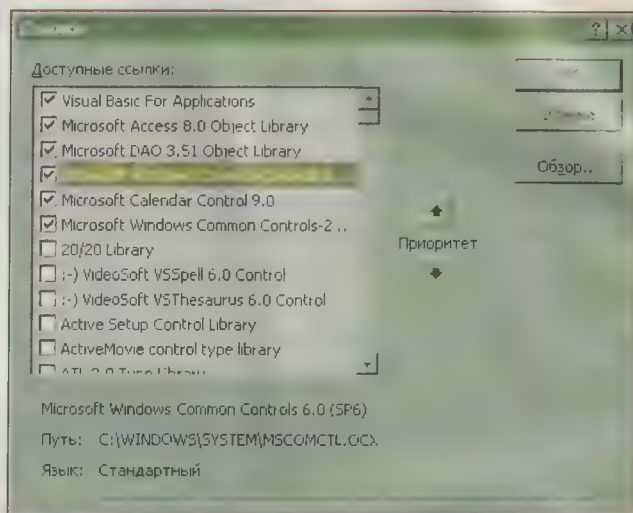 Доступные ссылки:
Visual Basic For Applications
Microsoft Access 8.0 Object Library
Microsoft DAO 3.51 Object Library
Microsoft Calendar Control 9.0
Microsoft Windows Common Controls-2 ..
20/20 Library
:-) VideoSoft VSSpell 6.0 Control
:-) VideoSoft VSThesaurus 6.0 Control
Active Setup Control Library
ActiveMovie control type library
Обзор..
Приоритет
Microsoft Windows Common Controls 6.0 (SP6)
Путь: C:\WINDOWS\SYSTEM\MSCOMCTL.OCX
Язык: Стандартный